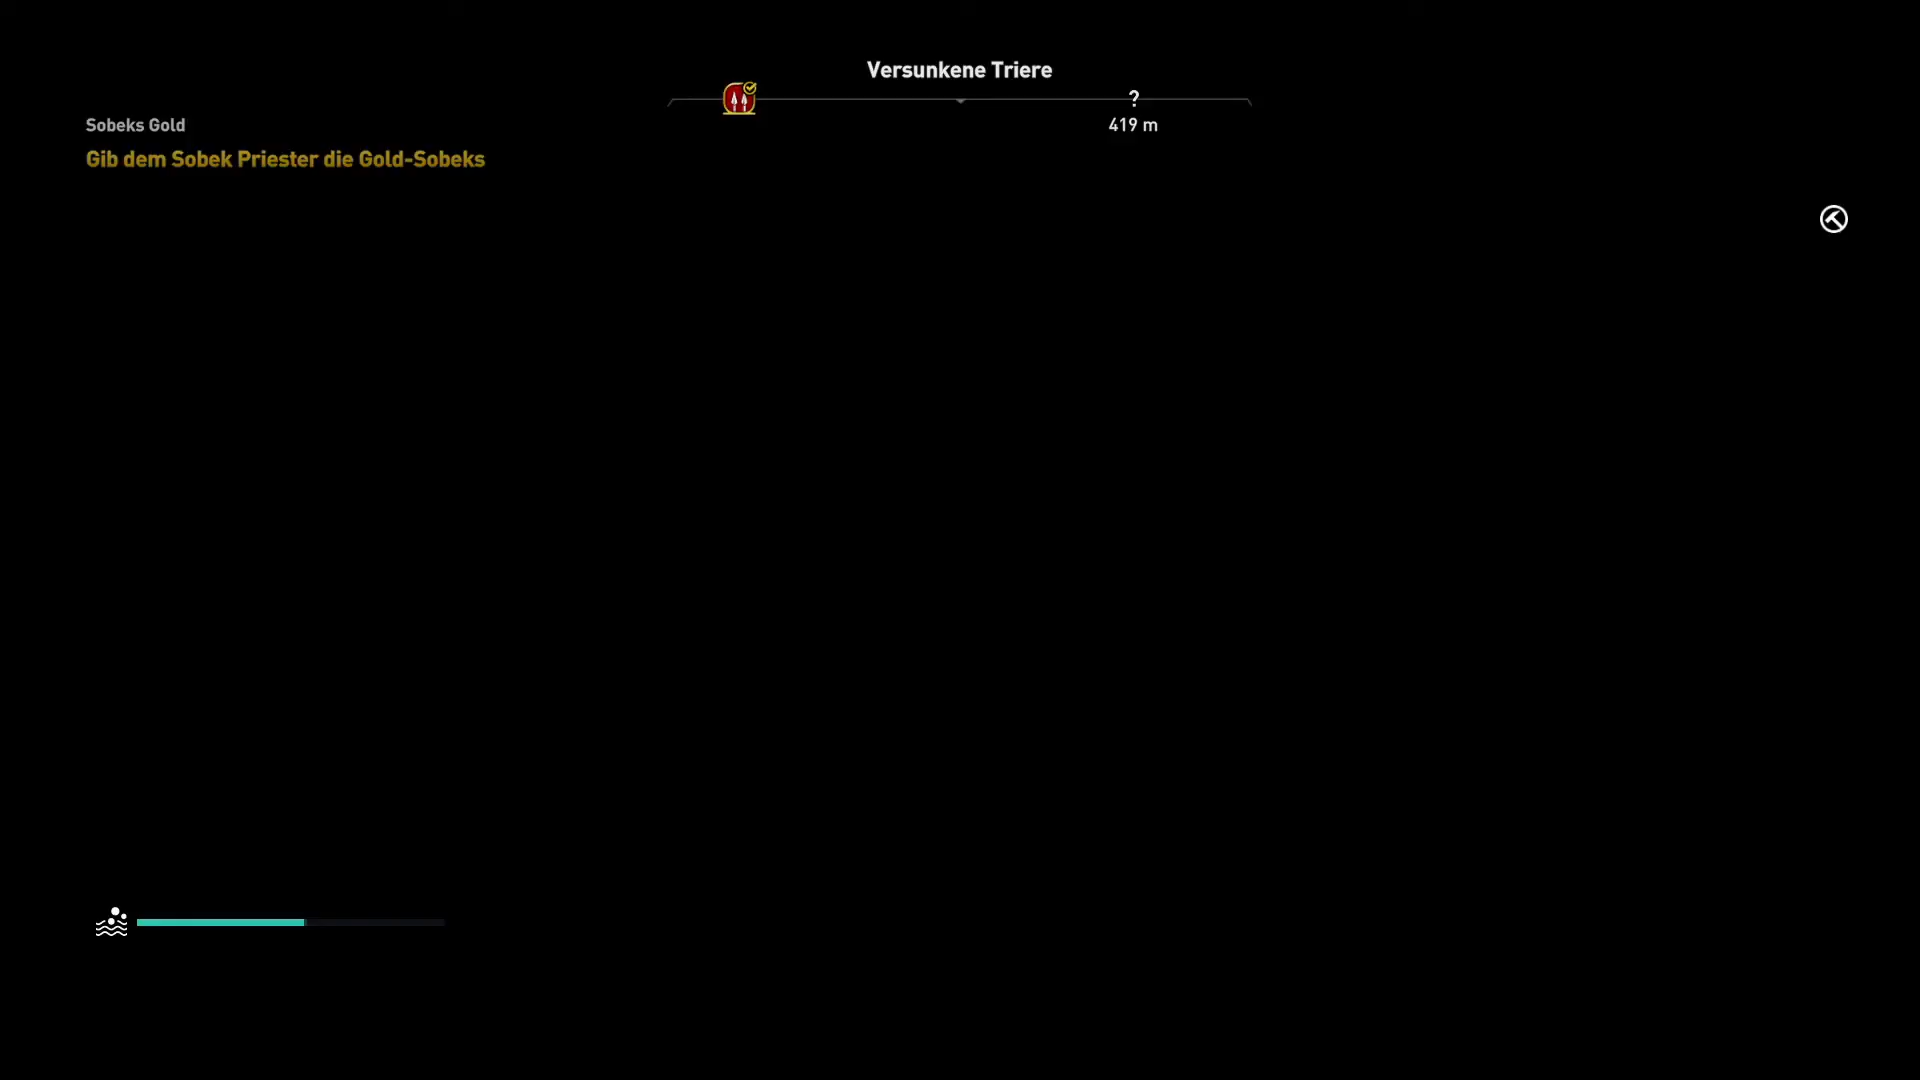 Versunkene Triere
?
419 m
Sobeks Gold
Gib dem Sobek Priester die Gold-Sobeks